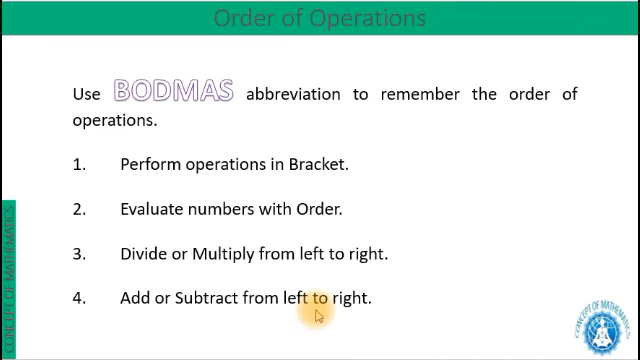 Order of Operations
Use BODMAS abbreviation to remember the order of
operations.
1. Perform operations in Bracket.
2. Evaluate numbers with Order.
3. Divide or Multiply from left to right.
4. Add or Subtract from left to right.
CONCEPT OF MATHEMATICS
CONCEPT OF MATHEMATICS